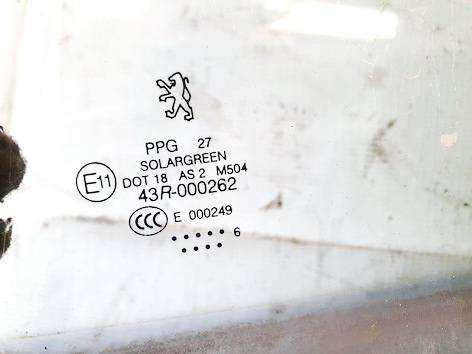 PPG 27
SOLARGREEN
E11
DOT 18 AS 2 M504
43R-000262
CCC E 000249
6